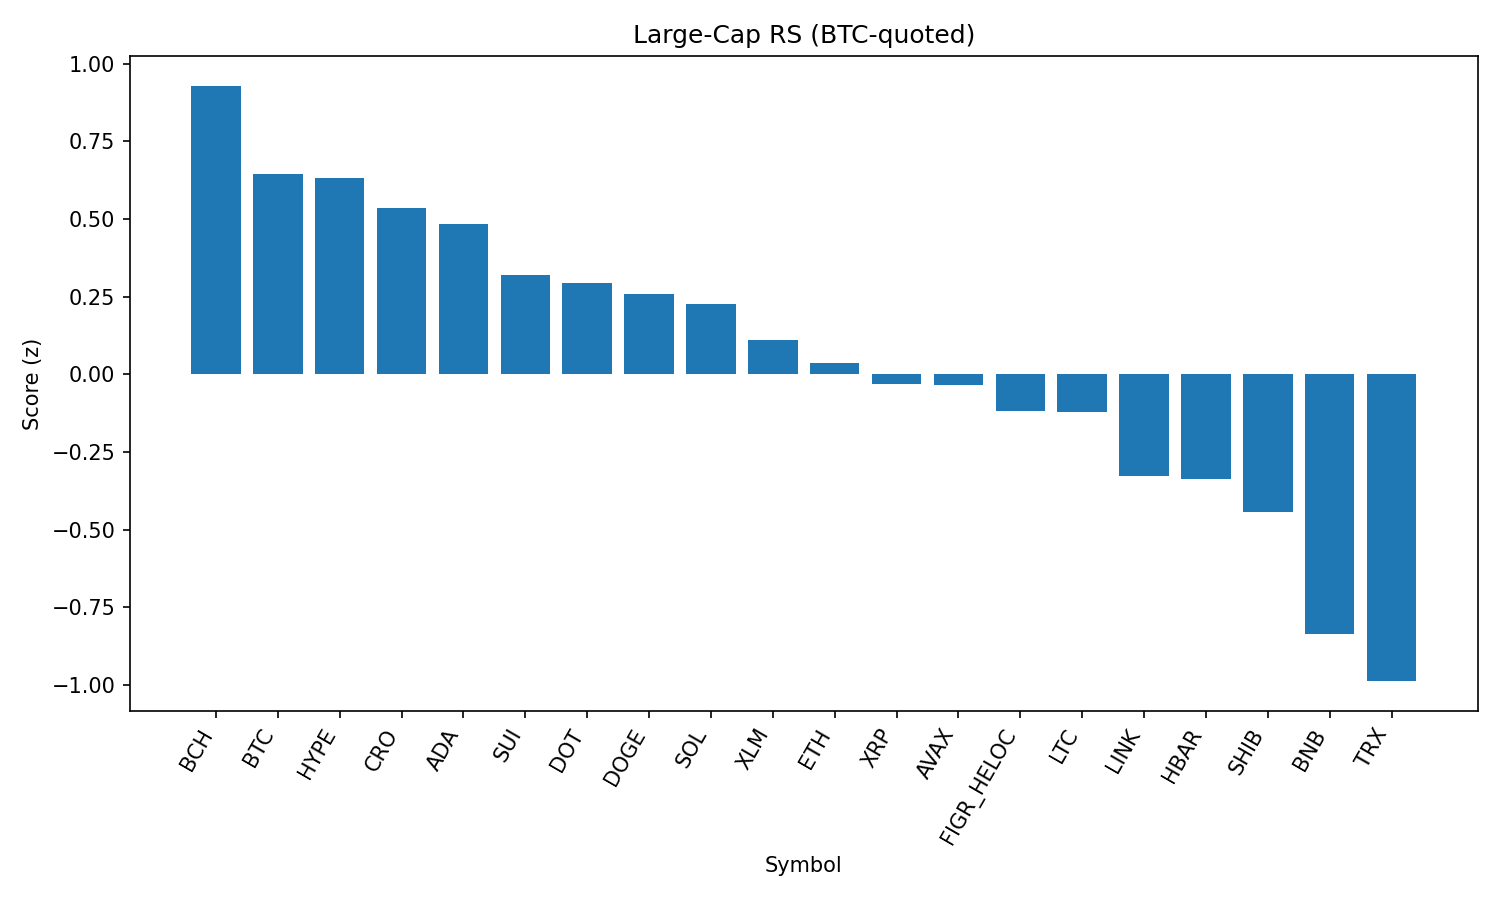 Large-Cap RS (BTC-quoted)
1.00
0.75
0.50
0.25
0.00
−0.25
−0.50
−0.75
−1.00
Score (z)
BCH
BTC
HYPE
CRO
ADA
SUI
DOT
DOGE
SOL
XLM
ETH
XRP
AVAX
FIGR_HELOC
LTC
LINK
HBAR
SHIB
BNB
TRX
Symbol